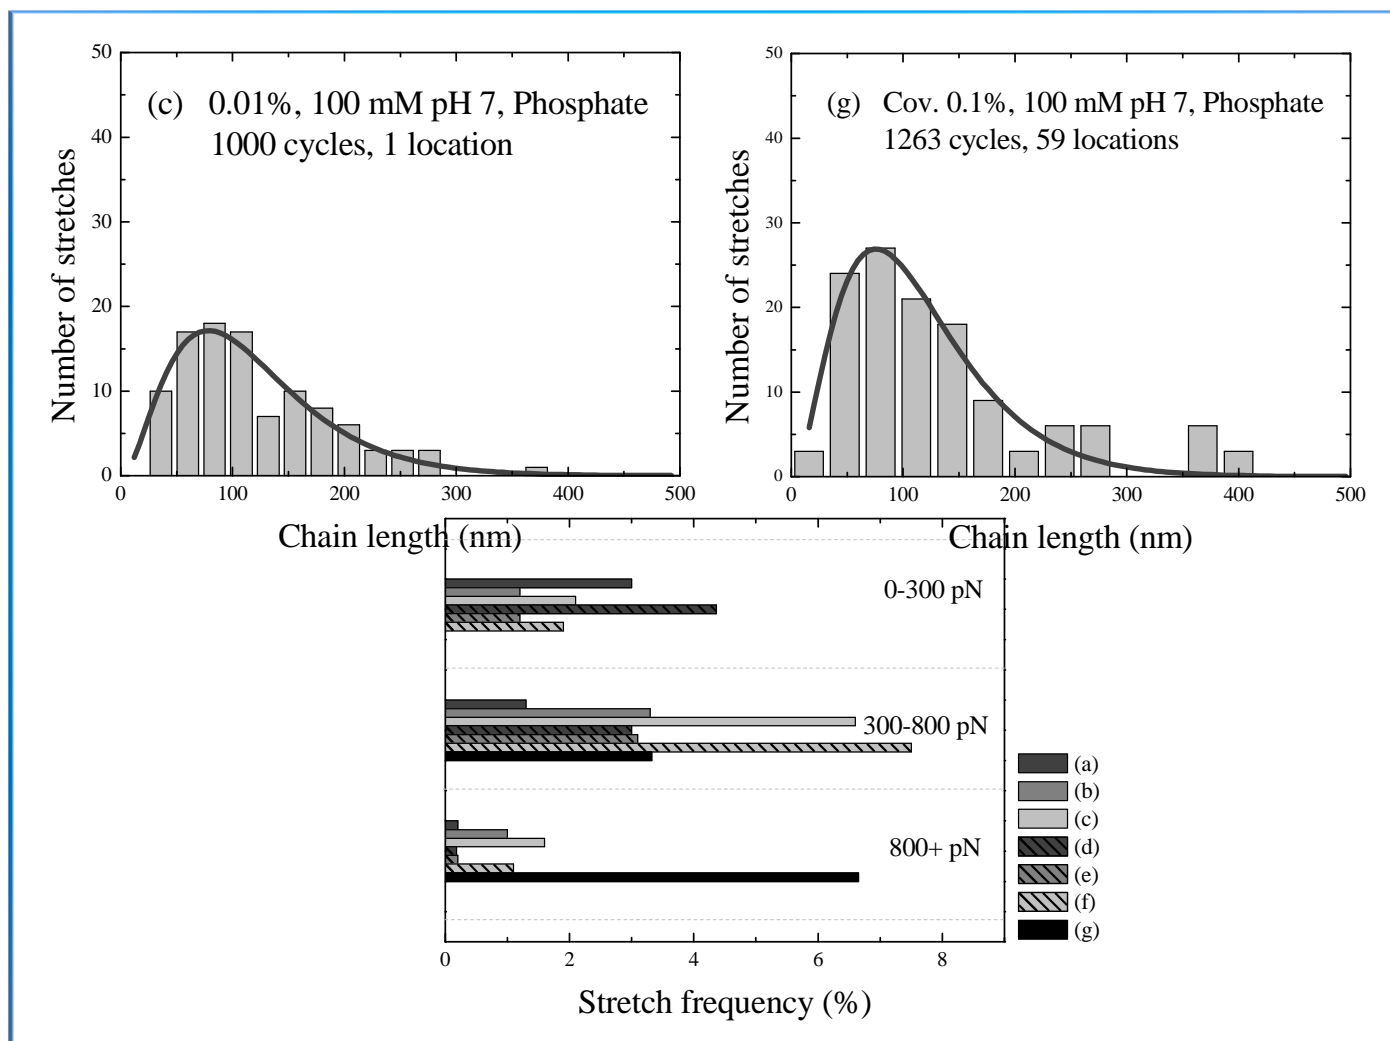 50
40
30
20
10
0
Number of stretches
(c) 0.01%, 100 mM pH 7, Phosphate
1000 cycles, 1 location
0 100 200 300 400 500
Chain length (nm)
50
40
30
20
10
0
Number of stretches
(g) Cov. 0.1%, 100 mM pH 7, Phosphate
1263 cycles, 59 locations
0 100 200 300 400 500
Chain length (nm)
0-300 pN
300-800 pN
800+ pN
(a)
(b)
(c)
(d)
(e)
(f)
(g)
0 2 4 6 8
Stretch frequency (%)